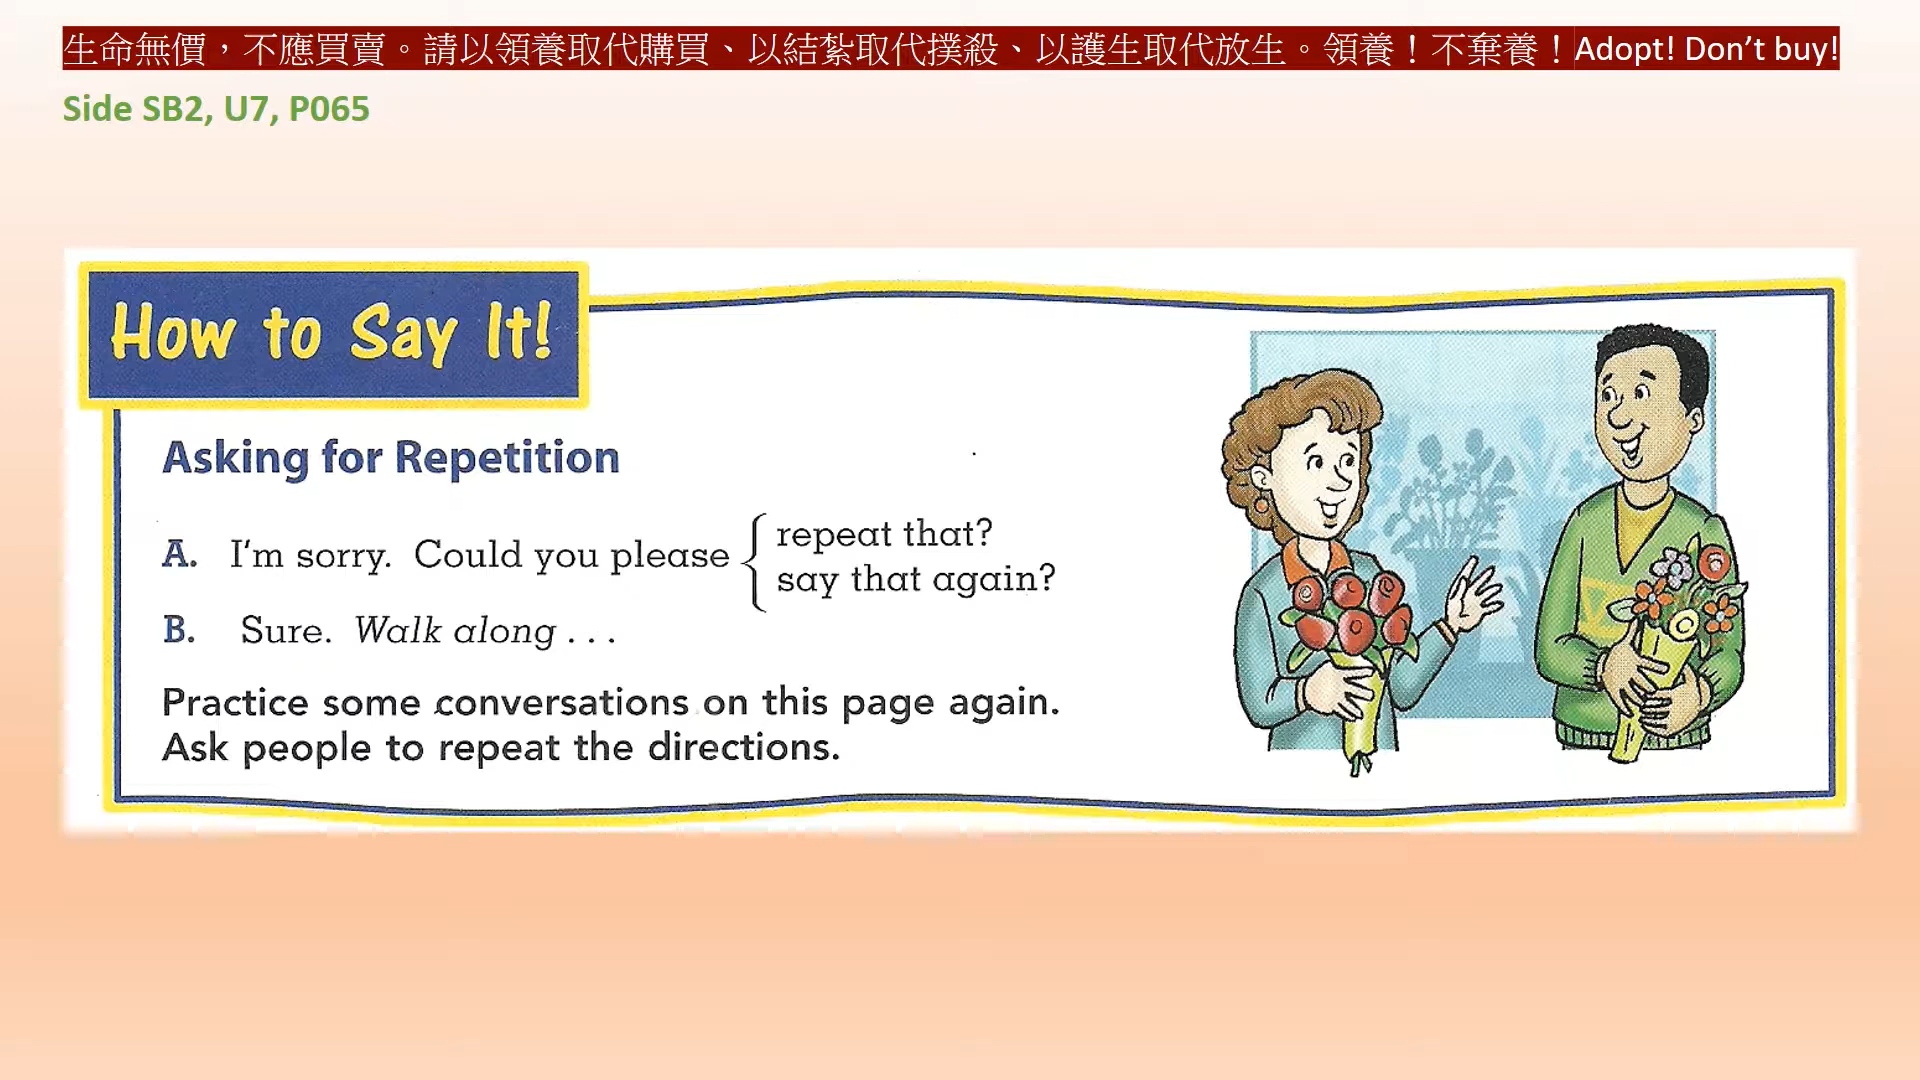 生命無價，不應買賣。請以領養取代購買、以結紮取代撲殺、以護生取代放生。領養！不棄養！Adopt! Don’t buy!
Side SB2, U7, P065
How to Say It!
Asking for Repetition
A. I’m sorry. Could you please { repeat that?
say that again?
B. Sure. Walk along . . .
Practice some conversations on this page again.
Ask people to repeat the directions.